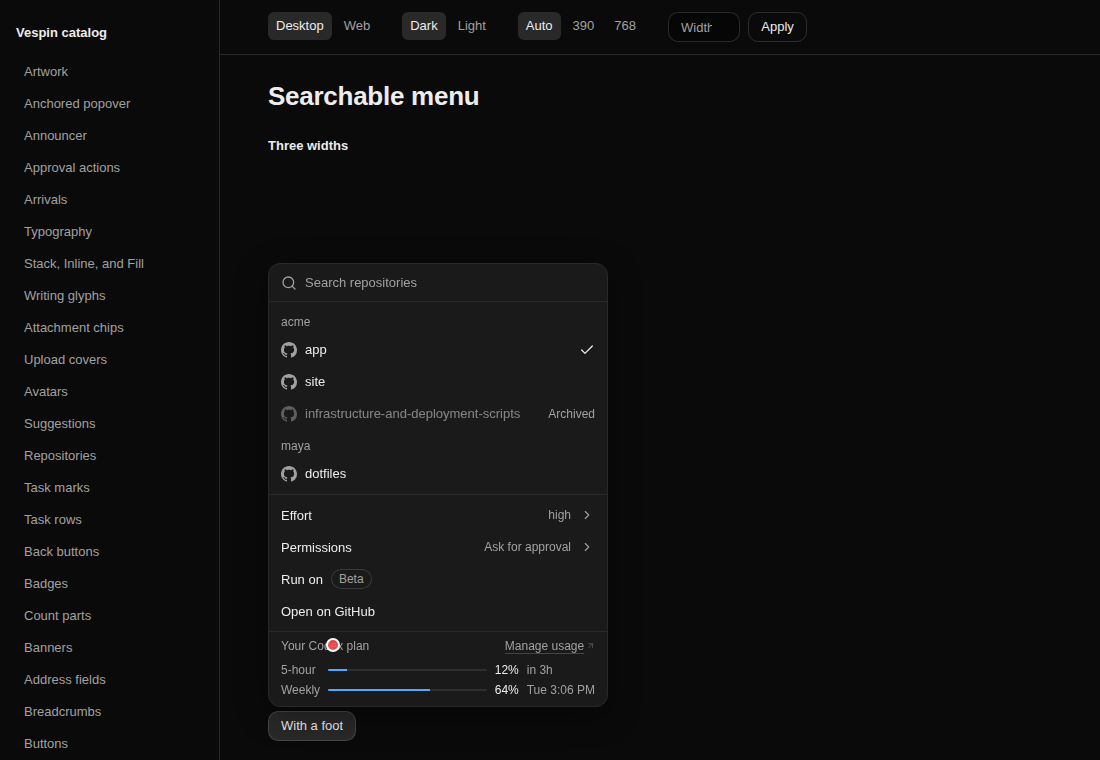 Vespin catalog
Artwork
Anchored popover
Announcer
Approval actions
Arrivals
Typography
Stack, Inline, and Fill
Writing glyphs
Attachment chips
Upload covers
Avatars
Suggestions
Repositories
Task marks
Task rows
Back buttons
Badges
Count parts
Banners
Address fields
Breadcrumbs
Buttons
Desktop Web Dark Light Auto 390 768 Width Apply
Searchable menu
Three widths
Search repositories
acme
app
site
infrastructure-and-deployment-scripts Archived
maya
dotfiles
Effort high
Permissions Ask for approval
Run on Beta
Open on GitHub
Your Codex plan Manage usage
5-hour 12% in 3h
Weekly 64% Tue 3:06 PM
With a foot